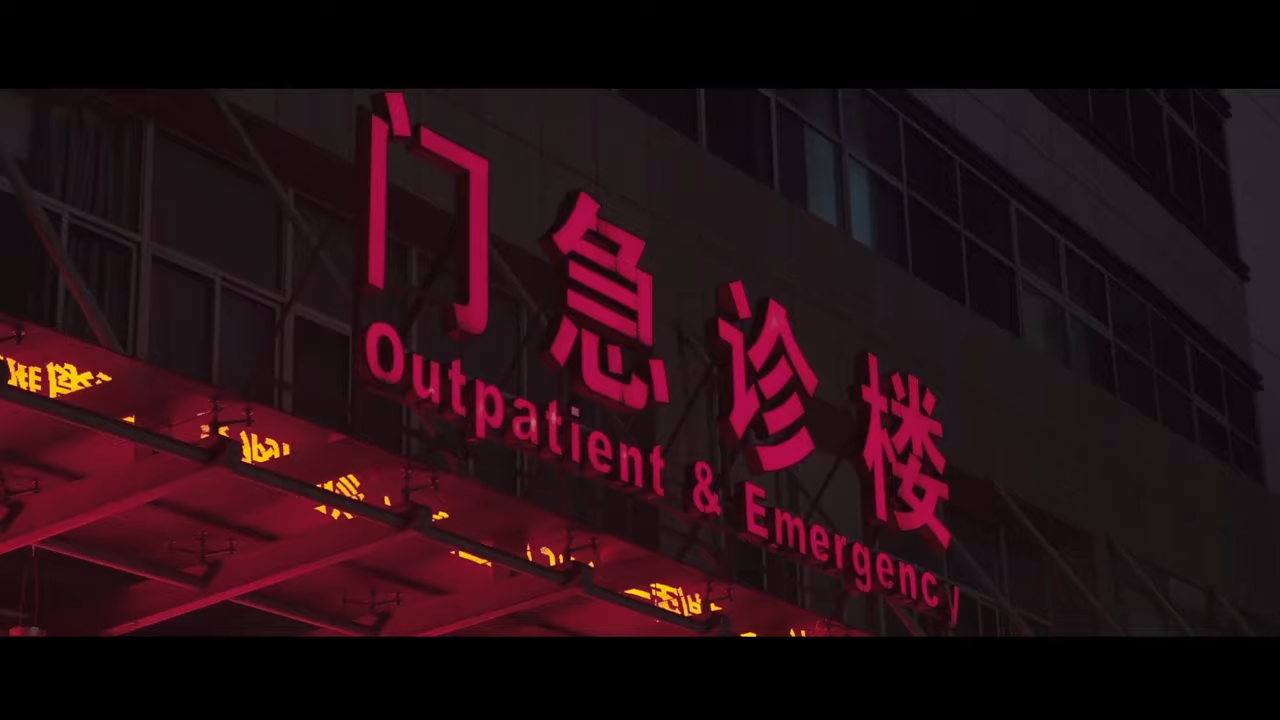 门急诊楼
Outpatient & Emergency